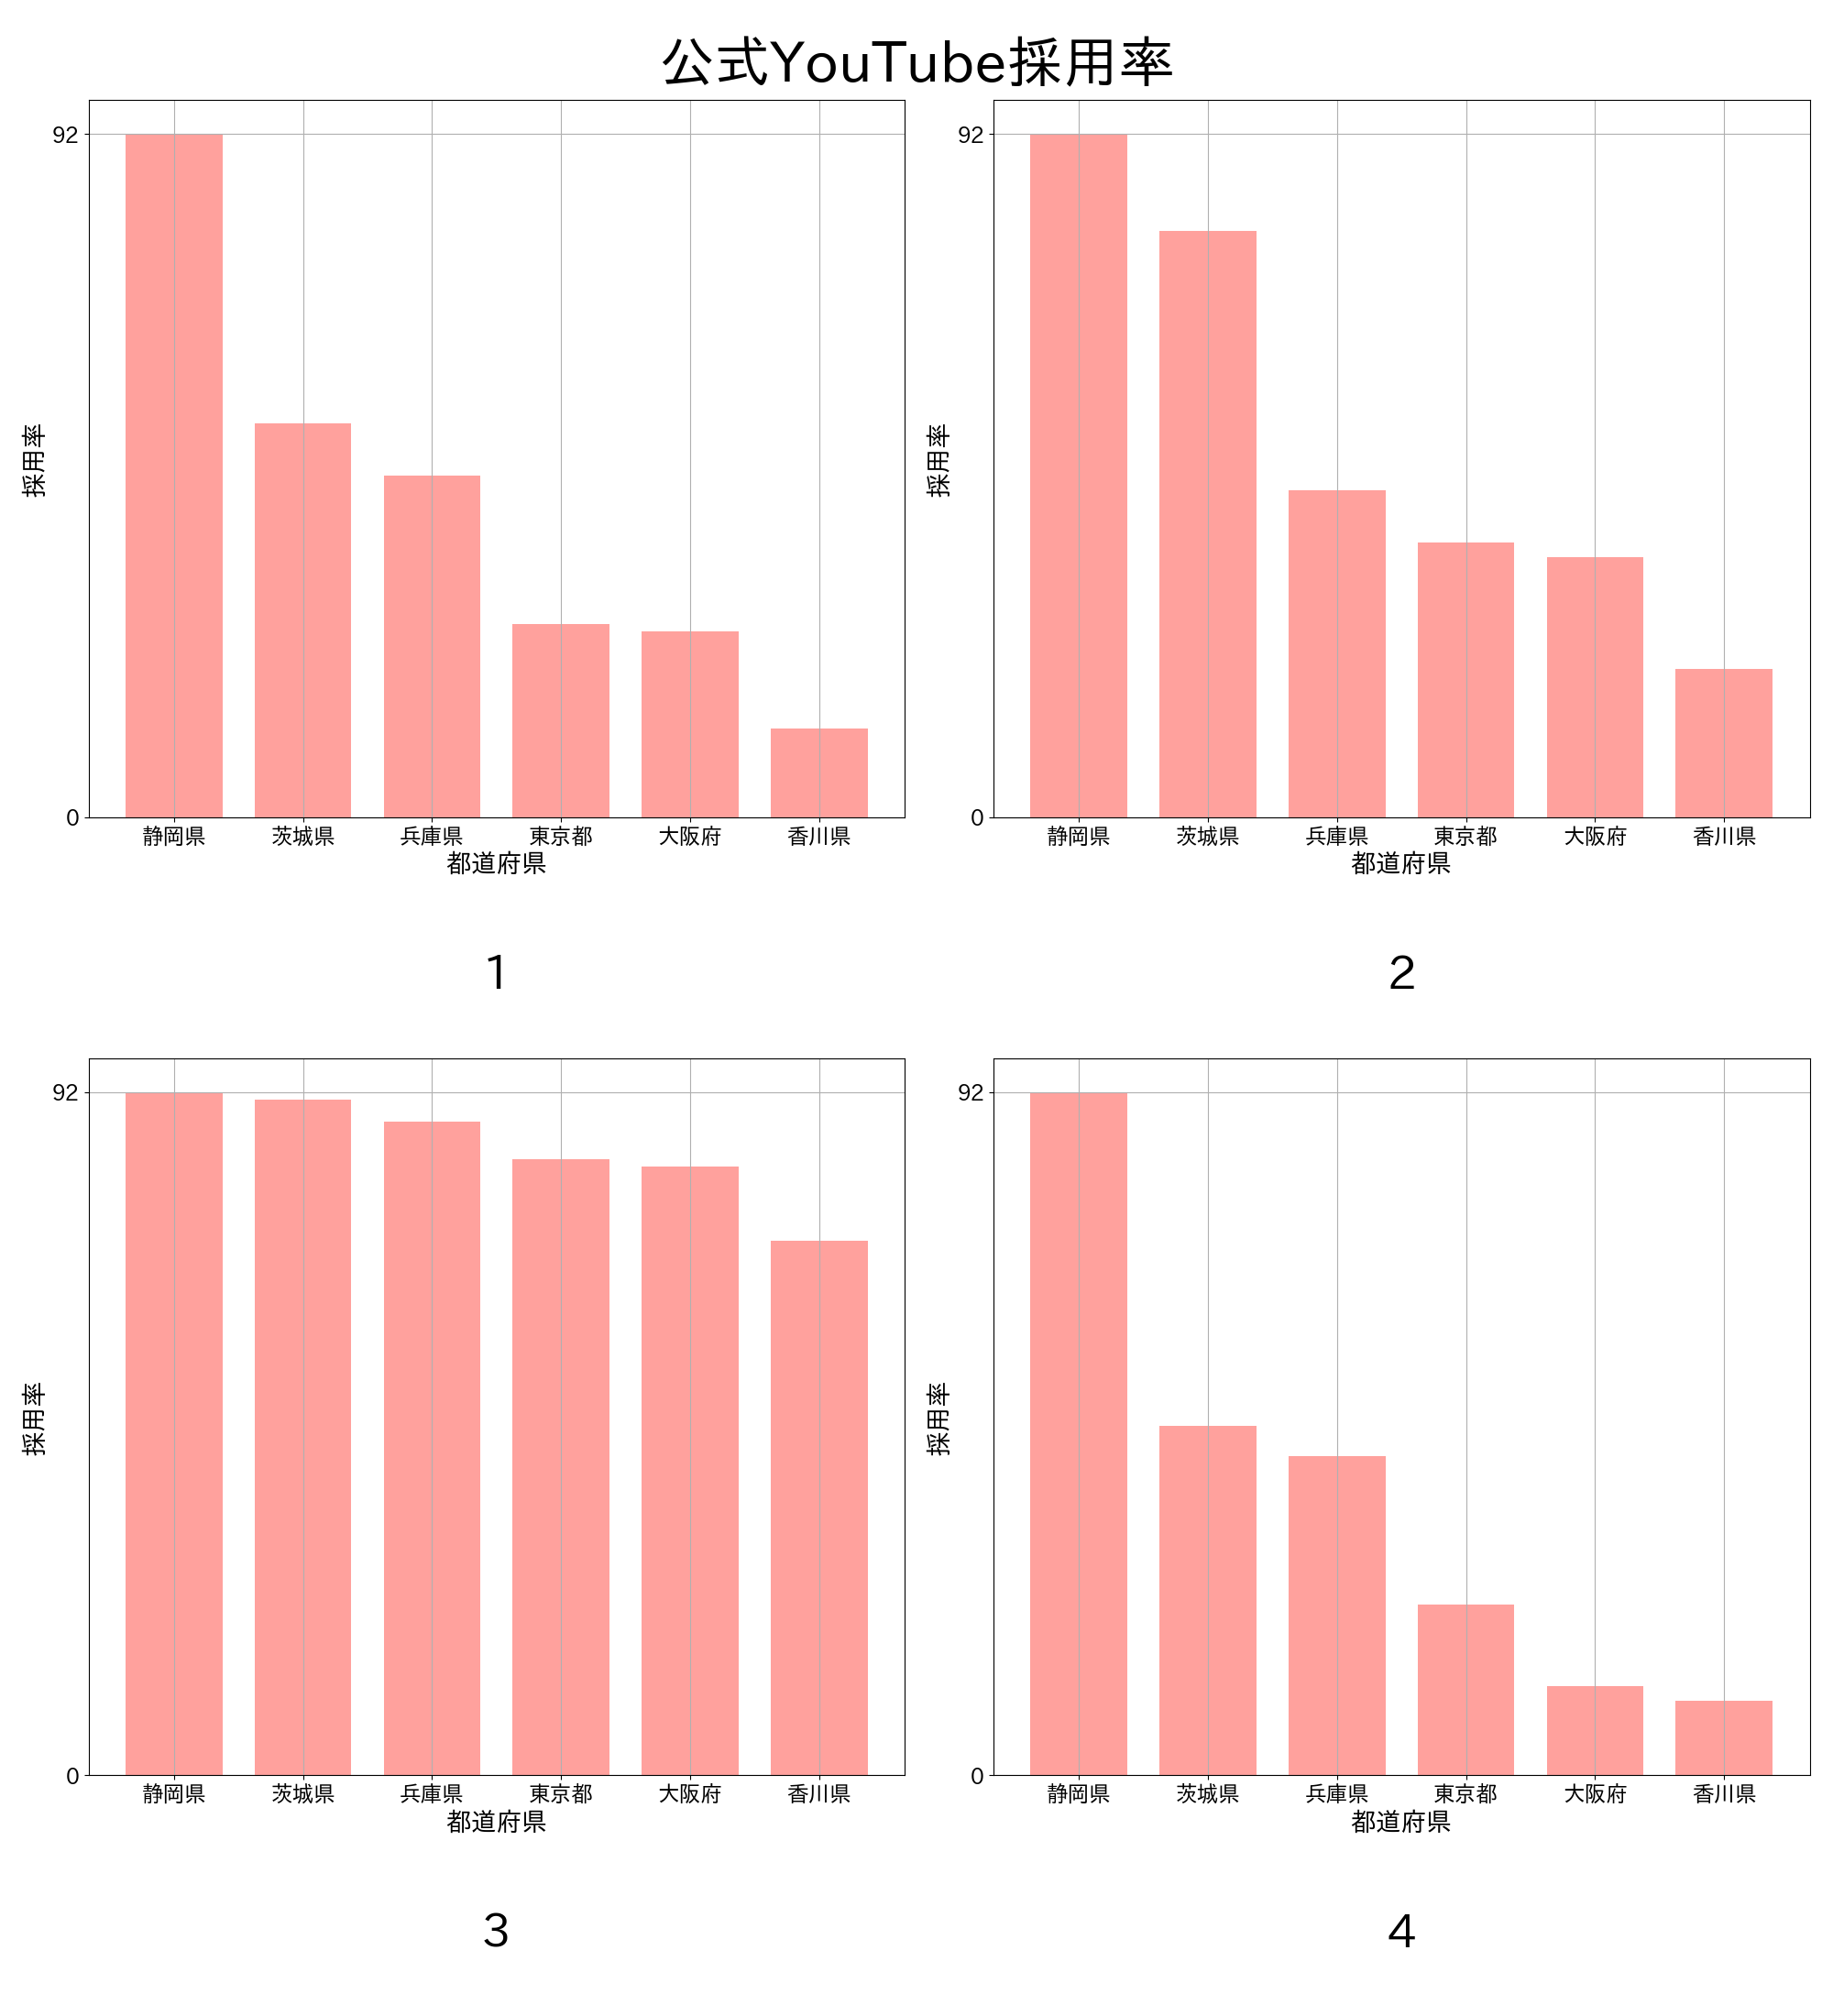 公式YouTube採用率
92
0
採用率
静岡県 茨城県 兵庫県 東京都 大阪府 香川県
都道府県
1
92
0
採用率
静岡県 茨城県 兵庫県 東京都 大阪府 香川県
都道府県
2
92
0
採用率
静岡県 茨城県 兵庫県 東京都 大阪府 香川県
都道府県
3
92
0
採用率
静岡県 茨城県 兵庫県 東京都 大阪府 香川県
都道府県
4